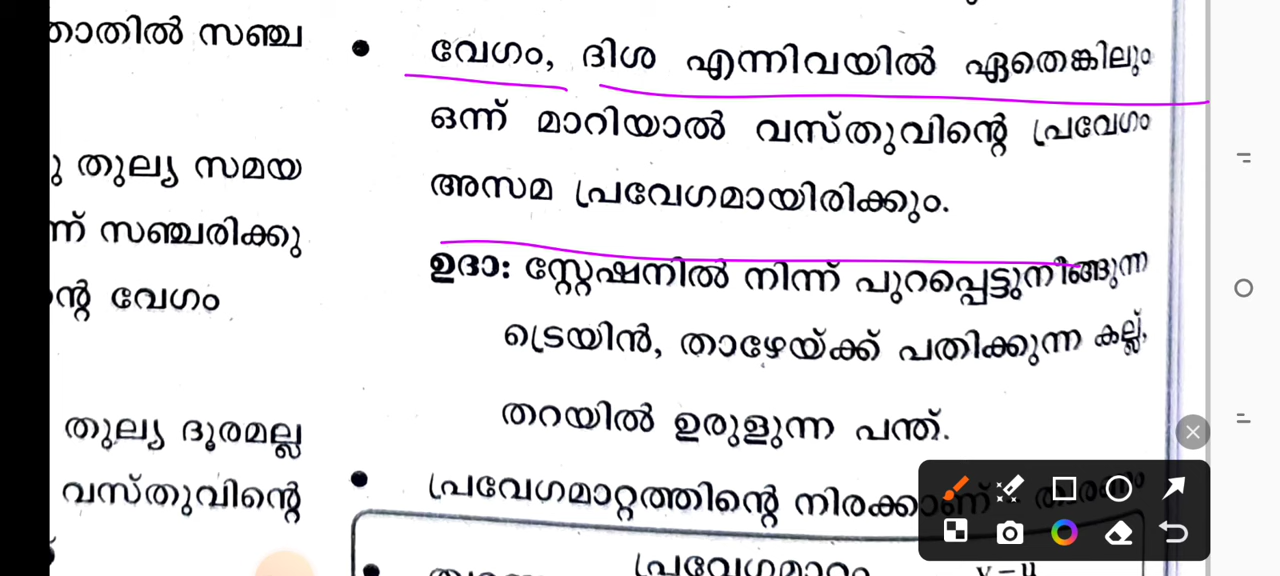 താതിൽ സഞ്ച
തുല്യ സമയ
ന്ന് സഞ്ചരിക്കു
ന്റെ വേഗം
തുല്യ ദൂരമല്ല
വസ്തുവിന്റെ
• വേഗം, ദിശ എന്നിവയിൽ ഏതെങ്കിലും
ഒന്ന് മാറിയാൽ വസ്തുവിന്റെ പ്രവേഗം
അസമ പ്രവേഗമായിരിക്കും.
ഉദാ: സ്റ്റേഷനിൽ നിന്ന് പുറപ്പെട്ടുനീങ്ങുന്ന
ട്രെയിൻ, താഴേയ്ക്ക് പതിക്കുന്ന കല്ല്,
തറയിൽ ഉരുളുന്ന പന്ത്.
• പ്രവേഗമാറ്റത്തിന്റെ നിരക്കാണ്
പ്രവേഗമാറ്റം v – u